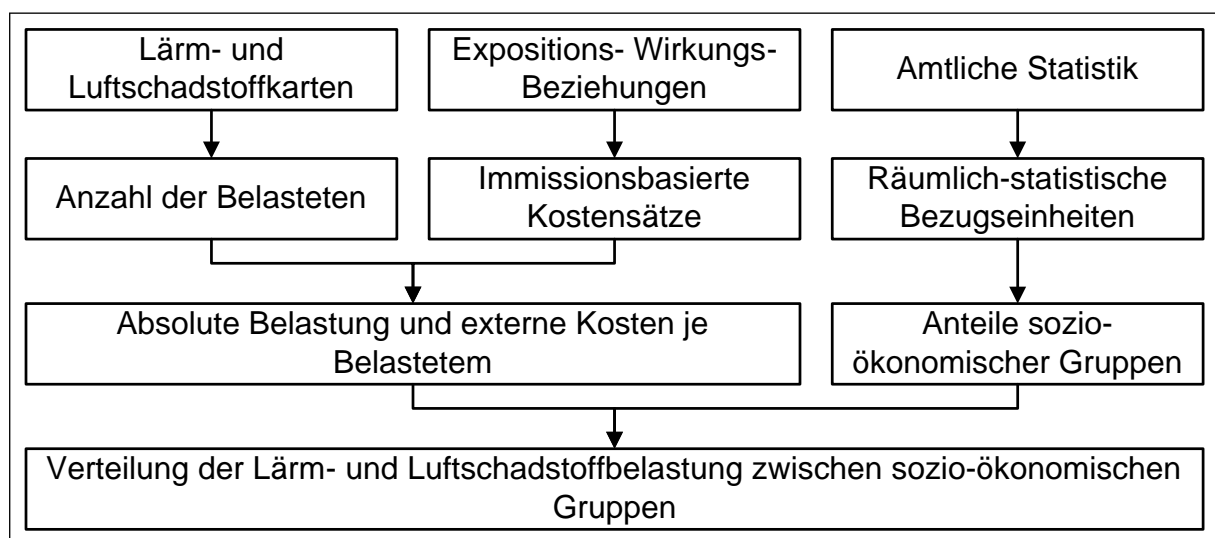 Lärm- und
Luftschadstoffkarten
Expositions- Wirkungs-
Beziehungen
Amtliche Statistik
Anzahl der Belasteten
Immissionsbasierte
Kostensätze
Räumlich-statistische
Bezugseinheiten
Absolute Belastung und externe Kosten je
Belastetem
Anteile sozio-
ökonomischer Gruppen
Verteilung der Lärm- und Luftschadstoffbelastung zwischen sozio-ökonomischen
Gruppen